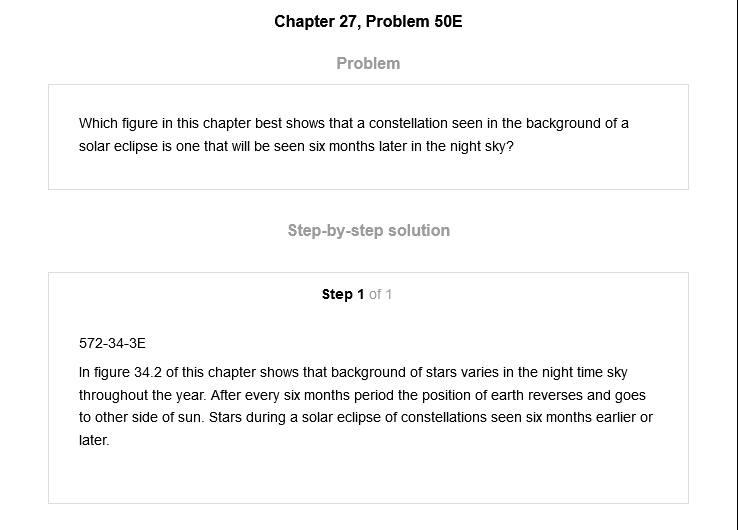 Chapter 27, Problem 50E
Problem
Which figure in this chapter best shows that a constellation seen in the background of a
solar eclipse is one that will be seen six months later in the night sky?
Step-by-step solution
Step 1 of 1
572-34-3E
In figure 34.2 of this chapter shows that background of stars varies in the night time sky
throughout the year. After every six months period the position of earth reverses and goes
to other side of sun. Stars during a solar eclipse of constellations seen six months earlier or
later.